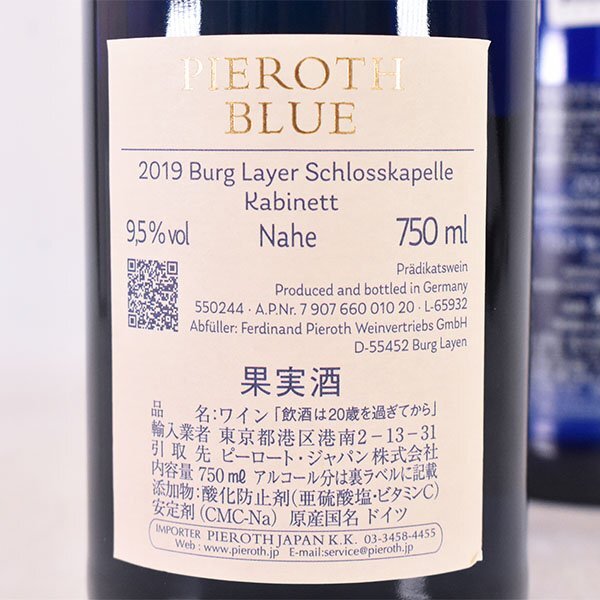 PIEROTH
BLUE
2019 Burg Layer Schlosskapelle
Kabinett
9,5% vol Nahe 750 ml
Prädikatswein
Produced and bottled in Germany
550244 · A.P.Nr. 7 907 660 010 20 · L-65932
Abfüller: Ferdinand Pieroth Weinvertriebs GmbH
D-55452 Burg Layen
果実酒
品 名:ワイン「飲酒は20歳を過ぎてから」
輸入業者 東京都港区港南2-13-31
引取先 ピーロート・ジャパン株式会社
内容量 750㎖ アルコール分は裏ラベルに記載
添加物:酸化防止剤(亜硫酸塩・ビタミンC)
安定剤(CMC-Na) 原産国名 ドイツ
IMPORTER PIEROTH JAPAN K.K. 03-3458-4455
Web : www.pieroth.jp E-mail:service@pieroth.jp